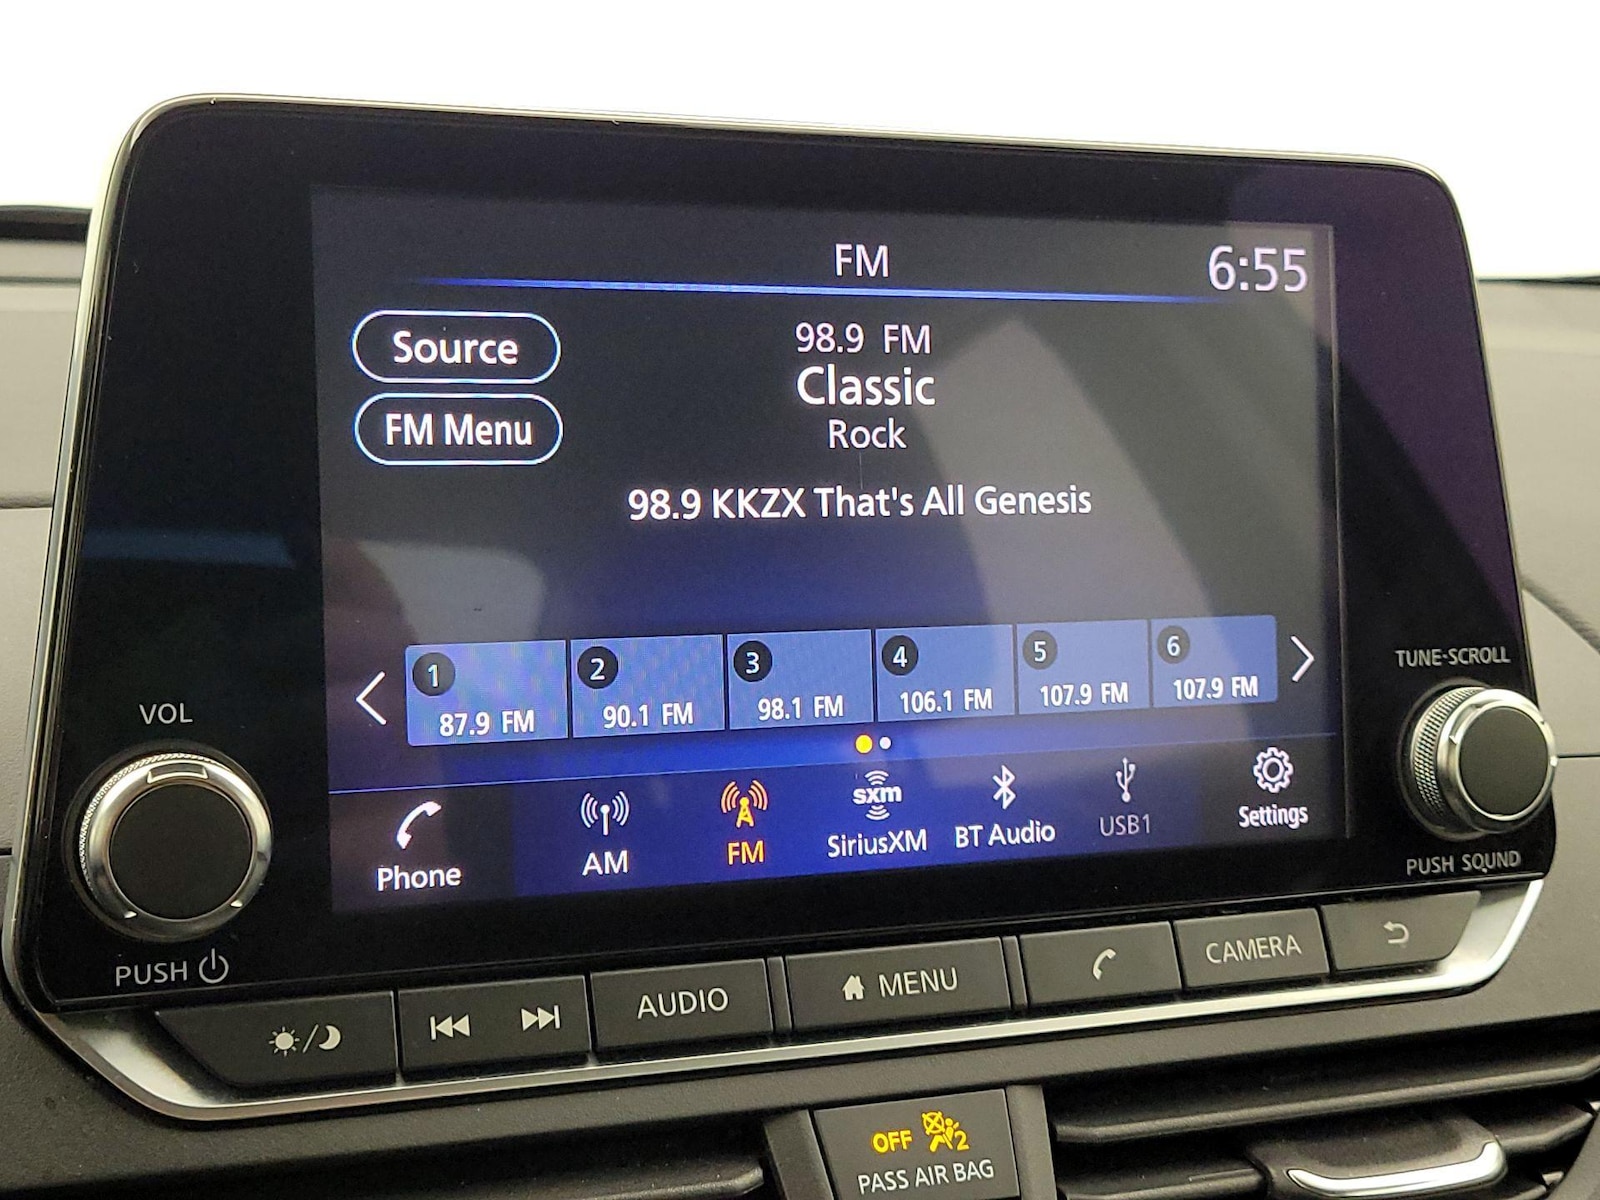 FM
6:55
Source
98.9 FM
Classic
FM Menu
Rock
98.9 KKZX That's All Genesis
1
87.9 FM
2
90.1 FM
3
98.1 FM
4
106.1 FM
5
107.9 FM
6
107.9 FM
VOL
TUNE·SCROLL
Phone
AM
FM
sxm
SiriusXM
BT Audio
USB1
Settings
PUSH
PUSH SOUND
AUDIO
MENU
CAMERA
OFF
2
PASS AIR BAG